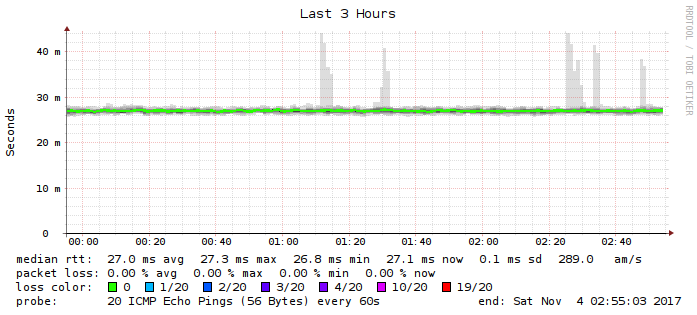 Last 3 Hours
RRDTOOL / TOBI OETIKER
Seconds
40 m
30 m
20 m
10 m
0
00:00 00:20 00:40 01:00 01:20 01:40 02:00 02:20 02:40
median rtt: 27.0 ms avg 27.3 ms max 26.8 ms min 27.1 ms now 0.1 ms sd 289.0 am/s
packet loss: 0.00 % avg 0.00 % max 0.00 % min 0.00 % now
loss color: 0 1/20 2/20 3/20 4/20 10/20 19/20
probe: 20 ICMP Echo Pings (56 Bytes) every 60s end: Sat Nov 4 02:55:03 2017